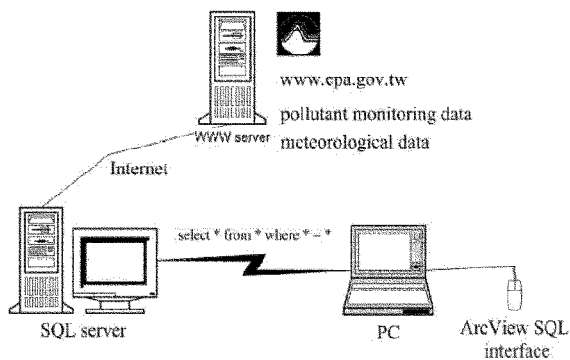 www.epa.gov.tw
pollutant monitoring data
WWW server
meteorological data
Internet
select * from * where * = *
SQL server
PC
ArcView SQL
interface